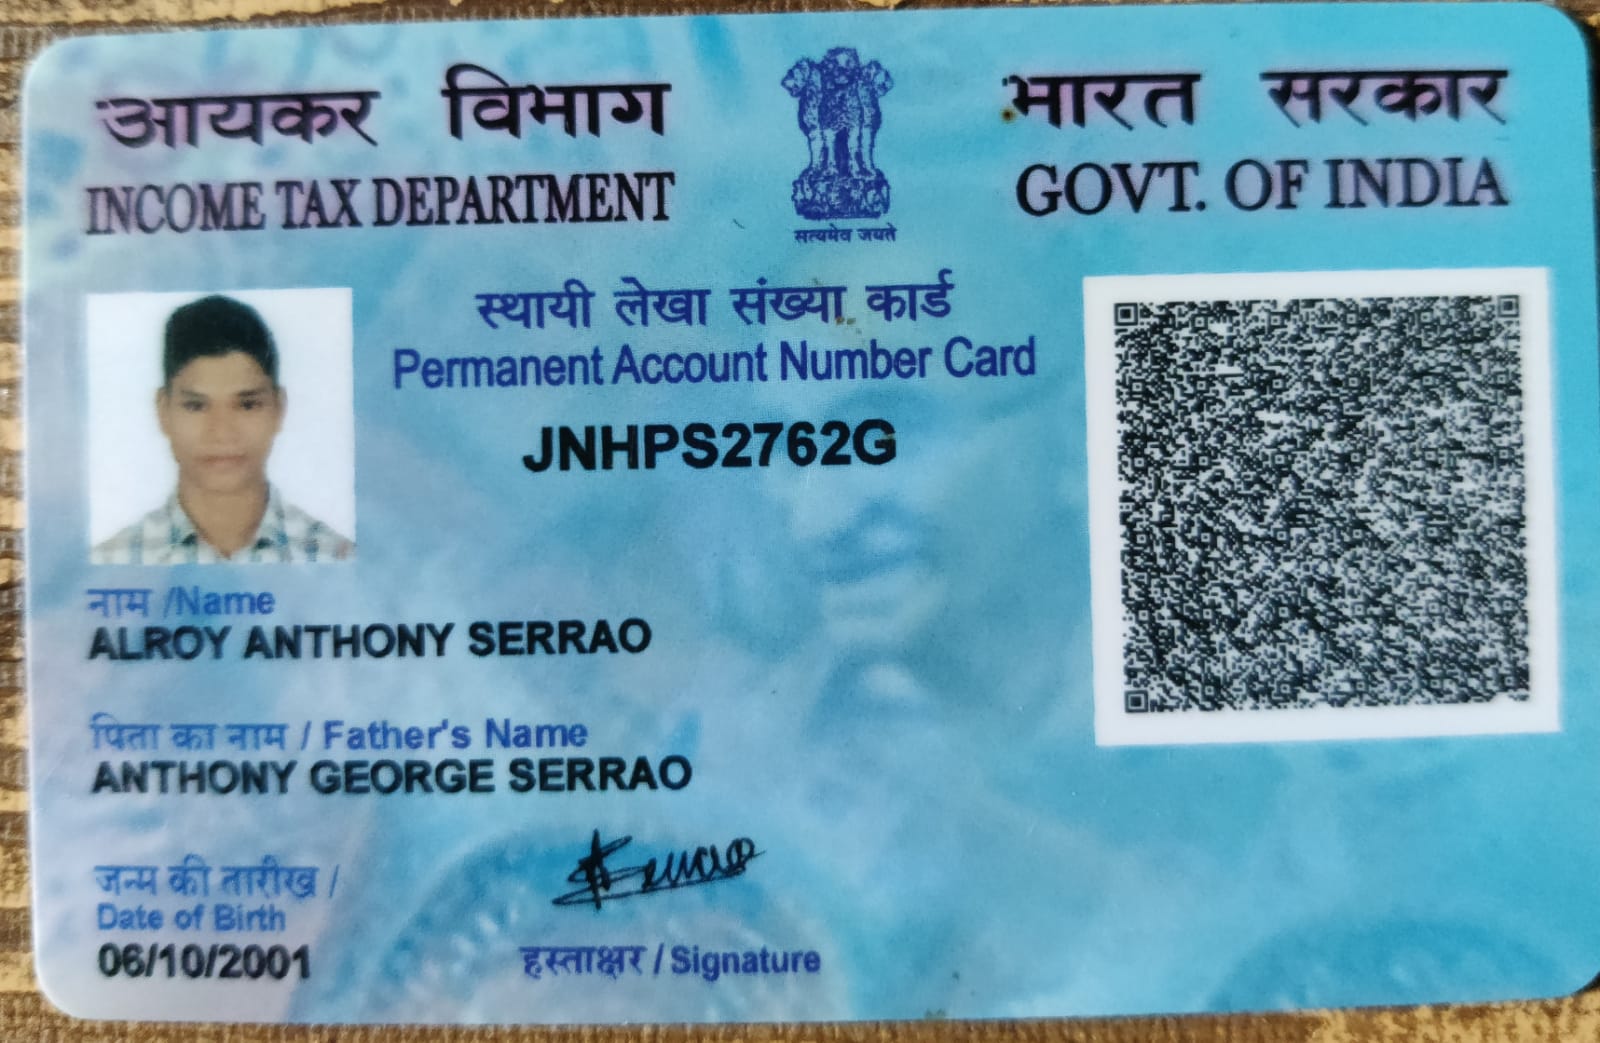 आयकर विभाग
INCOME TAX DEPARTMENT
भारत सरकार
GOVT. OF INDIA
सत्यमेव जयते
स्थायी लेखा संख्या कार्ड
Permanent Account Number Card
JNHPS2762G
नाम /Name
ALROY ANTHONY SERRAO
पिता का नाम / Father's Name
ANTHONY GEORGE SERRAO
जन्म की तारीख /
Date of Birth
06/10/2001
ASerrao
हस्ताक्षर / Signature